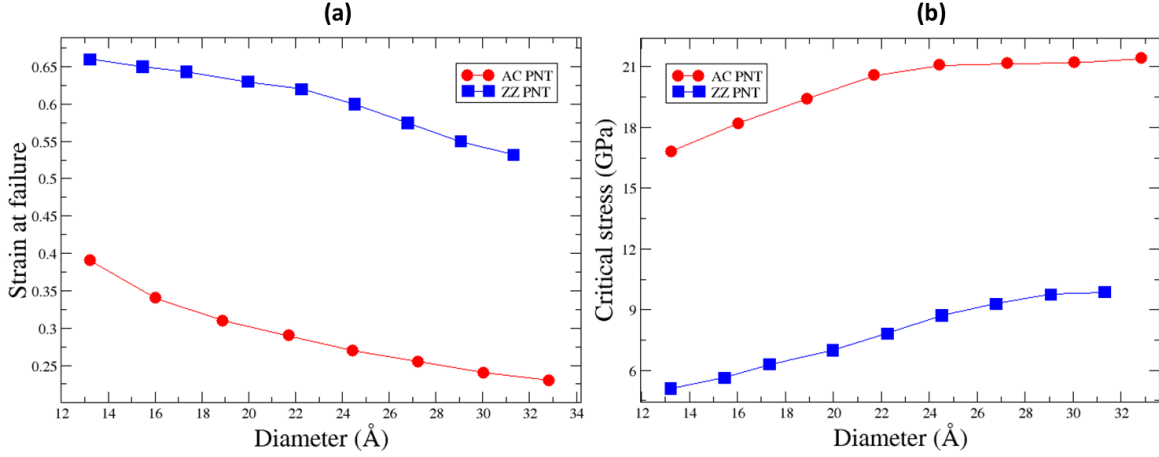 (a)
0.65
0.6
0.55
0.5
0.45
0.4
0.35
0.3
0.25
Strain at failure
AC PNT
ZZ PNT
12 14 16 18 20 22 24 26 28 30 32 34
Diameter (Å)
(b)
21
18
15
12
9
6
Critical stress (GPa)
AC PNT
ZZ PNT
12 14 16 18 20 22 24 26 28 30 32
Diameter (Å)